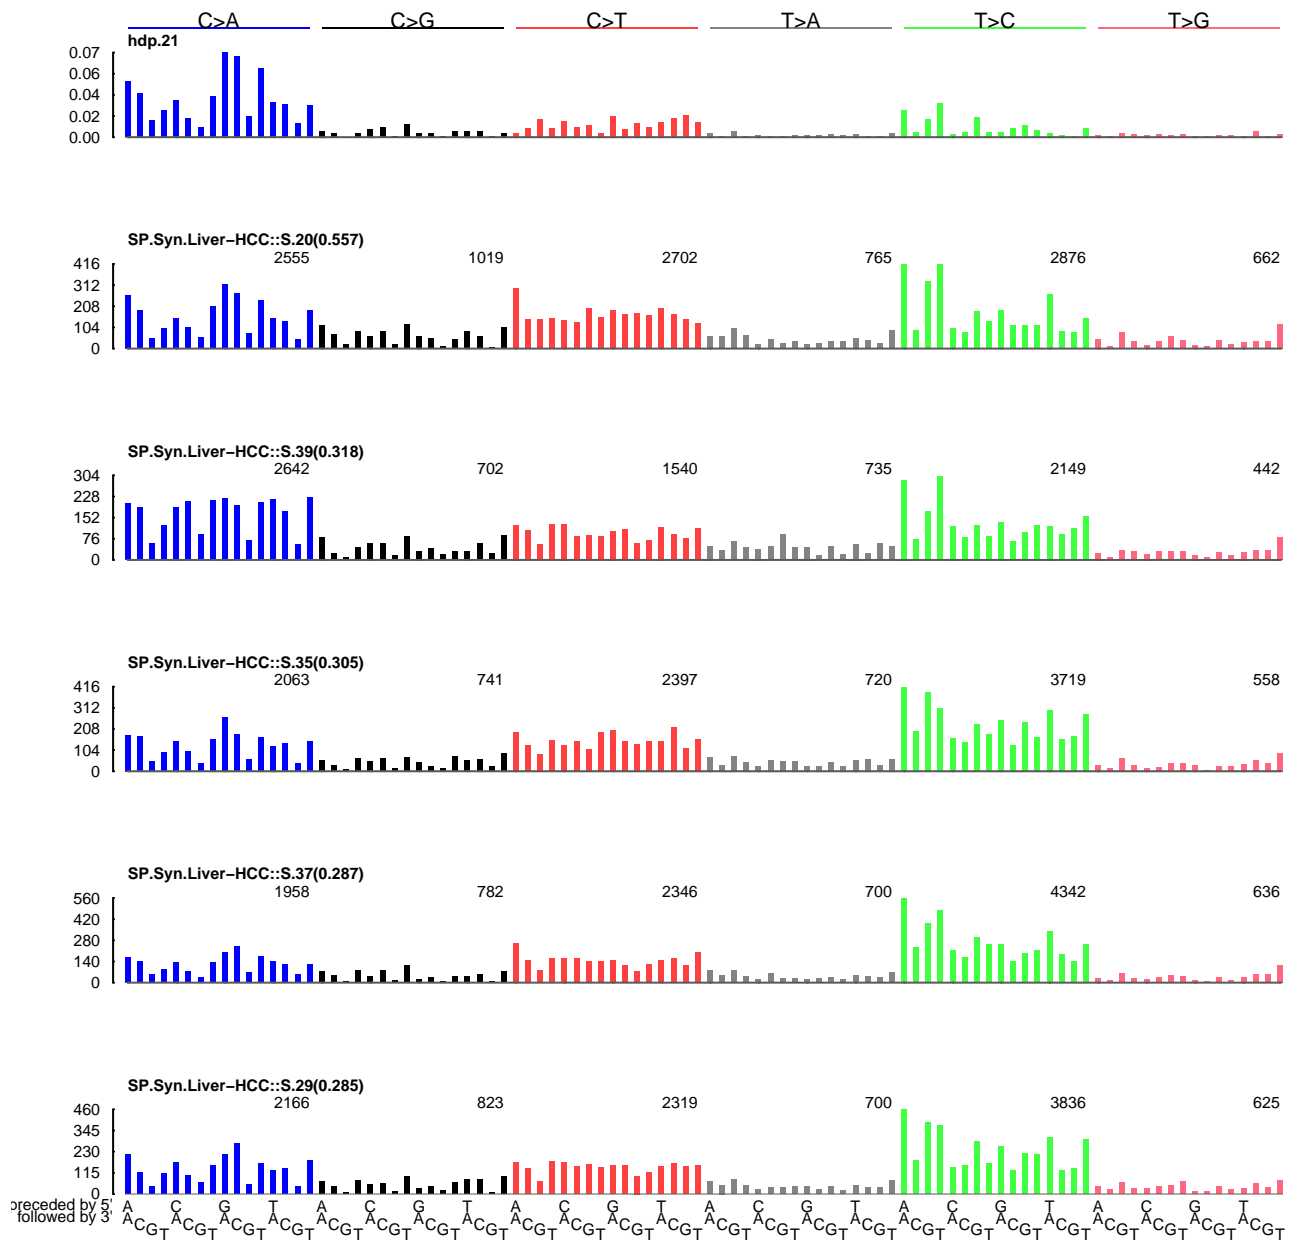 C>A C>G C>T T>A T>C T>G
hdp.21
0.07
0.06
0.04
0.02
0.00
SP.Syn.Liver−HCC::S.20(0.557)
2555 1019 2702 765 2876 662
416
312
208
104
0
SP.Syn.Liver−HCC::S.39(0.318)
2642 702 1540 735 2149 442
304
228
152
76
0
SP.Syn.Liver−HCC::S.35(0.305)
2063 741 2397 720 3719 558
416
312
208
104
0
SP.Syn.Liver−HCC::S.37(0.287)
1958 782 2346 700 4342 636
560
420
280
140
0
SP.Syn.Liver−HCC::S.29(0.285)
2166 823 2319 700 3836 625
460
345
230
115
0
preceded by 5' A C G T A C G T A C G T A C G T A C G T A C G T
followed by 3' A C G T A C G T A C G T A C G T A C G T A C G T A C G T A C G T A C G T A C G T A C G T A C G T A C G T A C G T A C G T A C G T A C G T A C G T A C G T A C G T A C G T A C G T A C G T A C G T